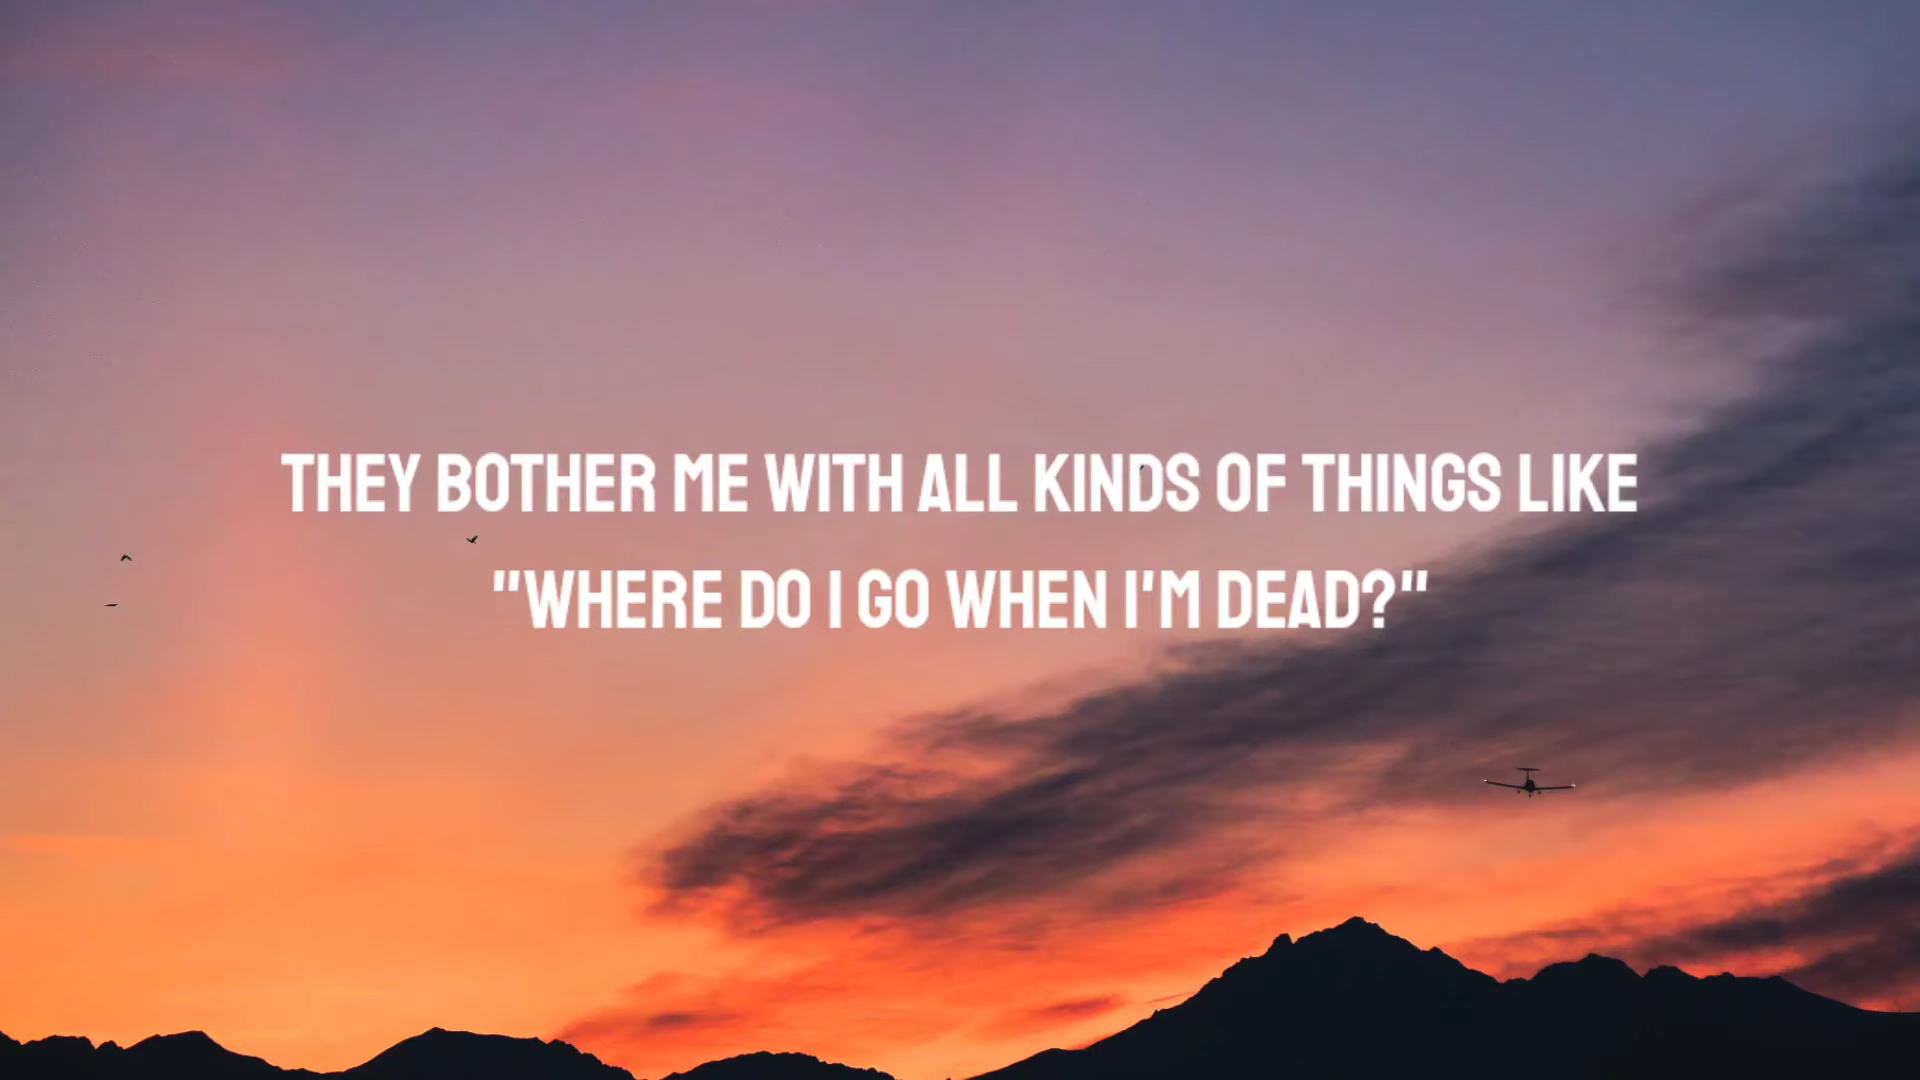 THEY BOTHER ME WITH ALL KINDS OF THINGS LIKE
"WHERE DO I GO WHEN I'M DEAD?"